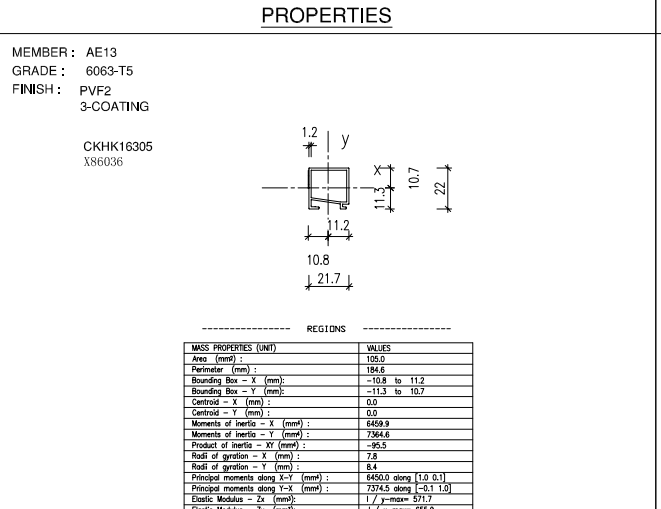 PROPERTIES
MEMBER : AE13
GRADE : 6063-T5
FINISH : PVF2
3-COATING
CKHK16305
X86036
1.2
y
X
11.3
10.7
22
11.2
10.8
21.7
---------------- REGIONS ----------------
MASS PROPERTIES (UNIT) VALUES
Area (mm²) : 105.0
Perimeter (mm) : 184.6
Bounding Box – X (mm): –10.8 to 11.2
Bounding Box – Y (mm): –11.3 to 10.7
Centroid – X (mm) : 0.0
Centroid – Y (mm) : 0.0
Moments of inertia – X (mm⁴) : 6459.9
Moments of inertia – Y (mm⁴) : 7364.6
Product of inertia – XY (mm⁴) : –95.5
Radii of gyration – X (mm) : 7.8
Radii of gyration – Y (mm) : 8.4
Principal moments along X–Y (mm⁴) : 6450.0 along [1.0 0.1]
Principal moments along Y–X (mm⁴) : 7374.5 along [–0.1 1.0]
Elastic Modulus – Zx (mm³): I / y–max= 571.7